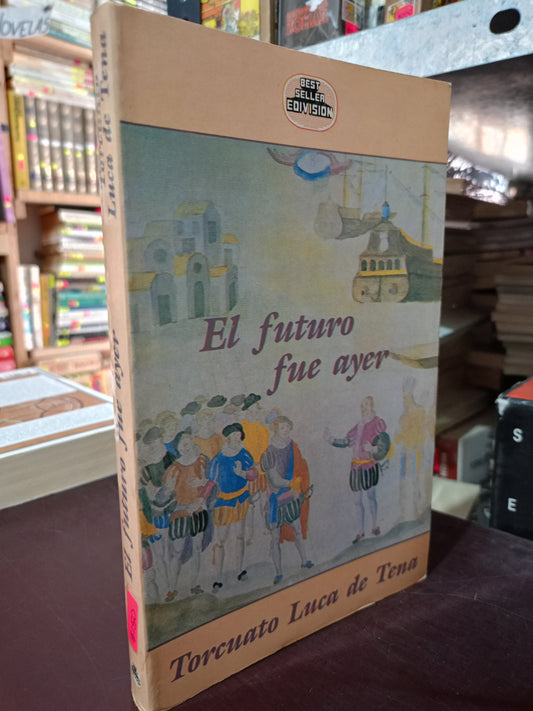 NOVELAS
BEST
SELLER
EDIVISION
El futuro
fue ayer
Torcuato Luca de Tena
El futuro fue ayer
Torcuato
Luca de Tena
S
E